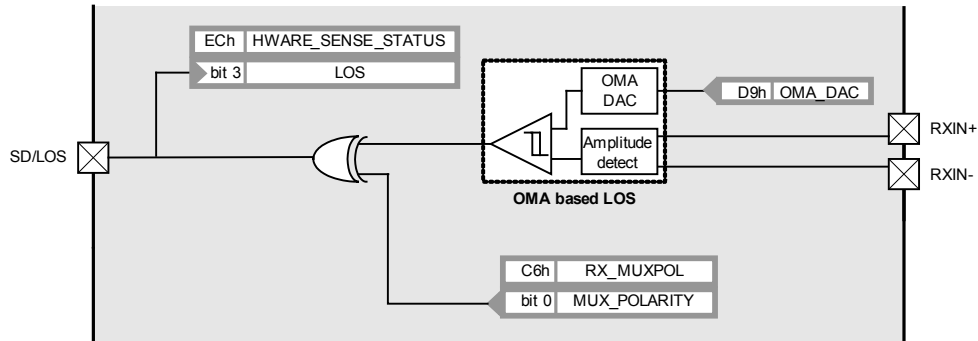 ECh HWARE_SENSE_STATUS
bit 3 LOS
OMA
DAC
D9h OMA_DAC
RXIN+
SD/LOS
Amplitude
detect
RXIN-
OMA based LOS
C6h RX_MUXPOL
bit 0 MUX_POLARITY